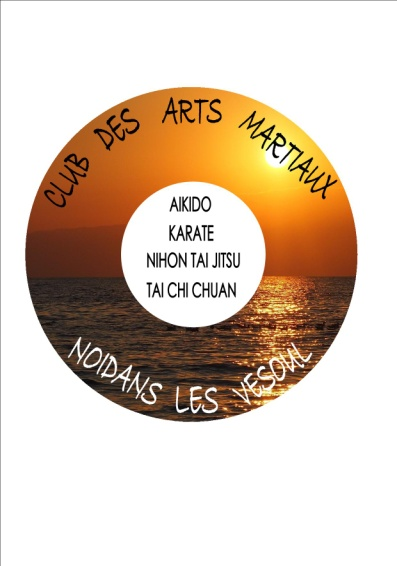 CLUB DES ARTS MARTIAUX
AIKIDO
KARATE
NIHON TAI JITSU
TAI CHI CHUAN
NOIDANS LES VESOUL